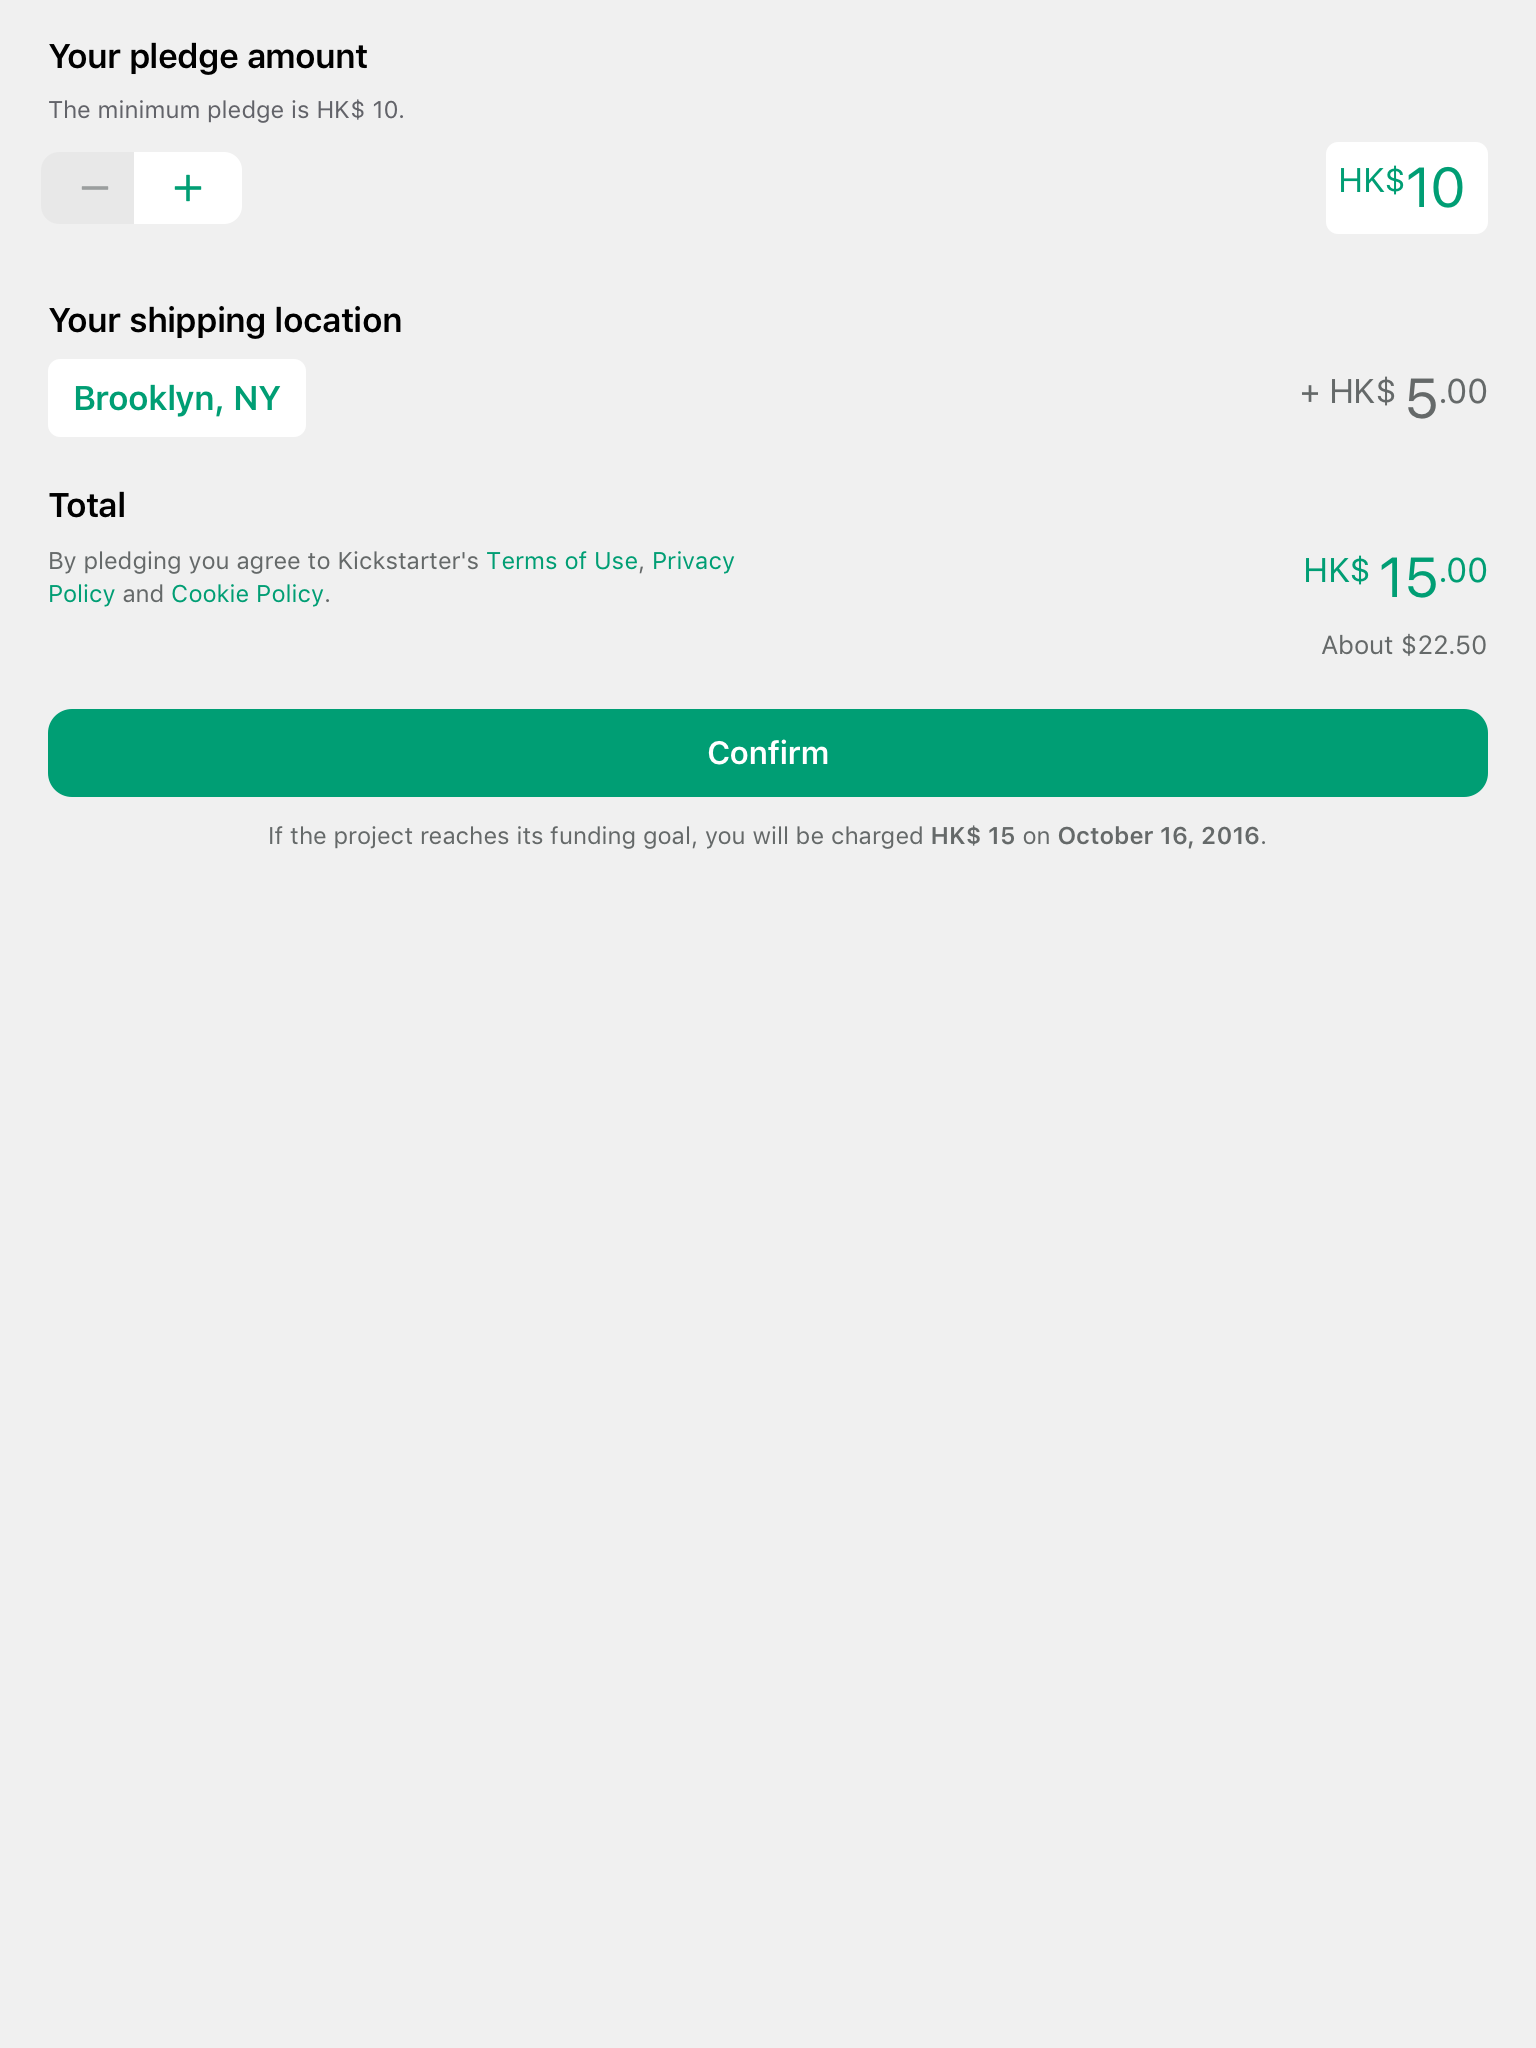 Your pledge amount
The minimum pledge is HK$ 10.
− +
HK$10
Your shipping location
Brooklyn, NY
+ HK$ 5.00
Total
By pledging you agree to Kickstarter's Terms of Use, Privacy
Policy and Cookie Policy.
HK$ 15.00
About $22.50
Confirm
If the project reaches its funding goal, you will be charged HK$ 15 on October 16, 2016.